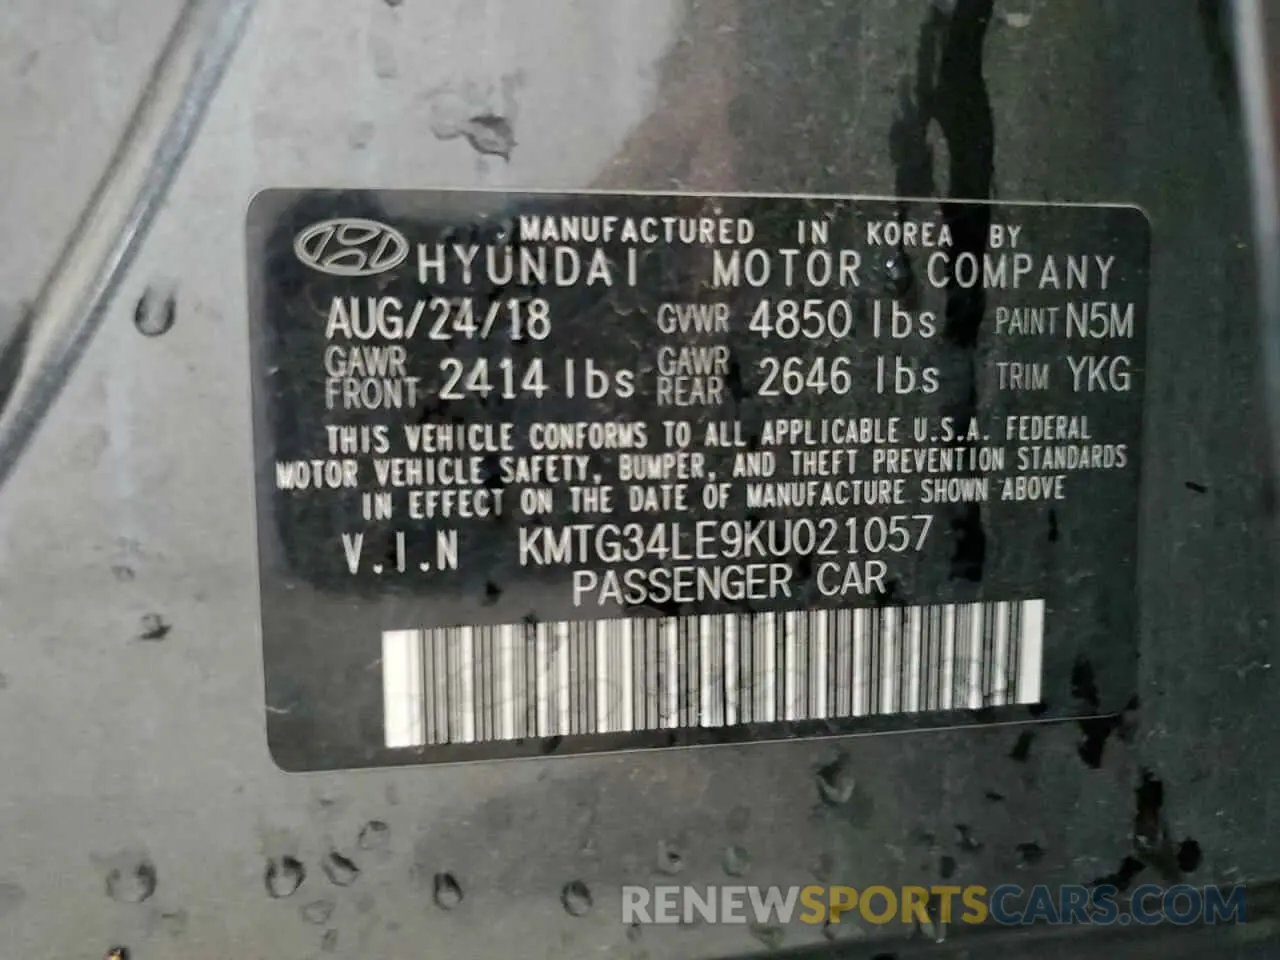 MANUFACTURED IN KOREA BY
HYUNDAI MOTOR COMPANY
AUG/24/18 GVWR 4850 lbs PAINT N5M
GAWR FRONT 2414 lbs GAWR REAR 2646 lbs TRIM YKG
THIS VEHICLE CONFORMS TO ALL APPLICABLE U.S.A. FEDERAL
MOTOR VEHICLE SAFETY, BUMPER, AND THEFT PREVENTION STANDARDS
IN EFFECT ON THE DATE OF MANUFACTURE SHOWN ABOVE
V.I.N KMTG34LE9KU021057
PASSENGER CAR
RENEWSPORTSCARS.COM